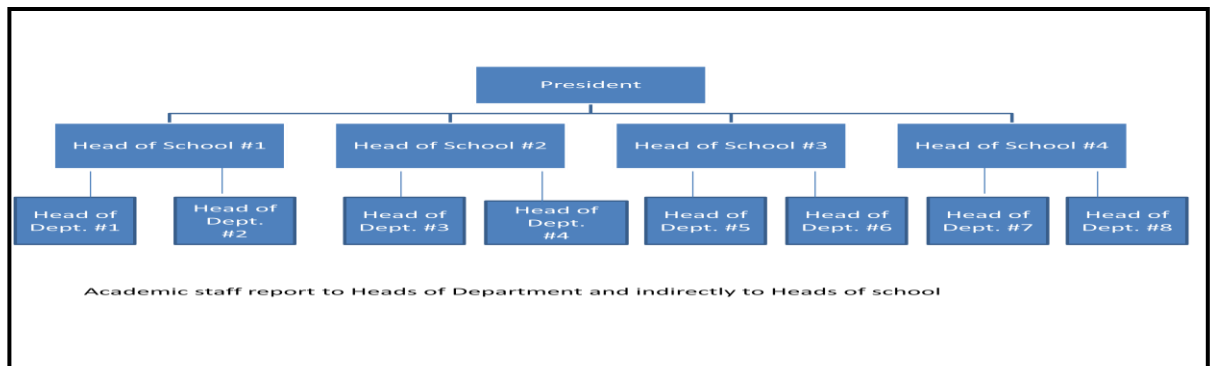 President
Head of School #1
Head of School #2
Head of School #3
Head of School #4
Head of
Dept. #1
Head of
Dept.
#2
Head of
Dept. #3
Head of
Dept.
#4
Head of
Dept. #5
Head of
Dept. #6
Head of
Dept. #7
Head of
Dept. #8
Academic staff report to Heads of Department and indirectly to Heads of school